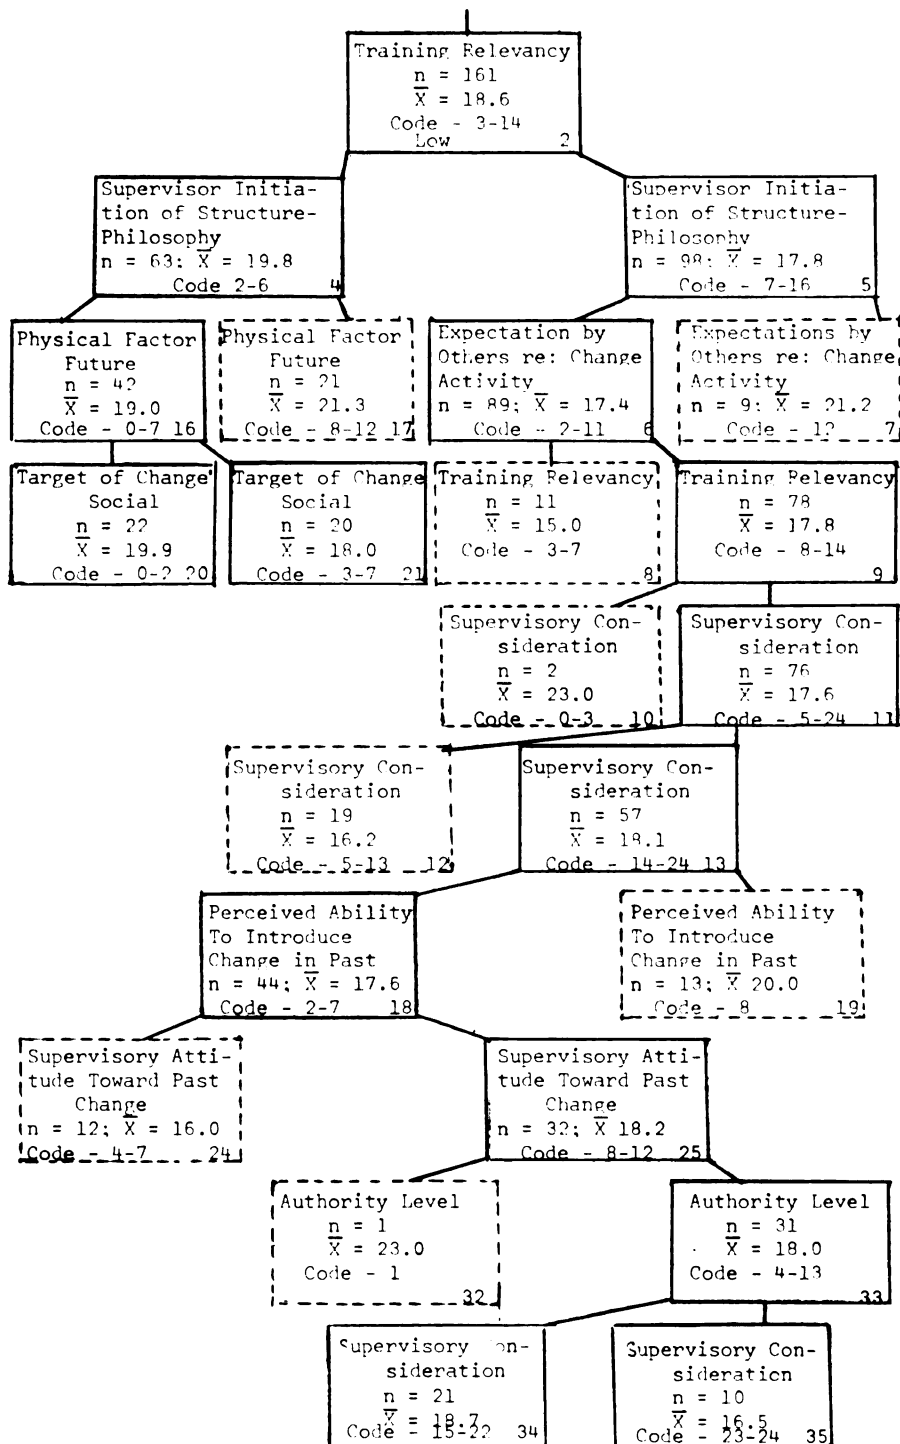 Training Relevancy
n = 161
X̅ = 18.6
Code - 3-14
Low 2
Supervisor Initia-
tion of Structure-
Philosophy
n = 63; X̅ = 19.8
Code 2-6 4
Supervisor Initia-
tion of Structure-
Philosophy
n = 98; X̅ = 17.8
Code - 7-16 5
Physical Factor
Future
n = 42
X̅ = 19.0
Code - 0-7 16
Physical Factor
Future
n = 21
X̅ = 21.3
Code - 8-12 17
Expectation by
Others re: Change
Activity
n = 89; X̅ = 17.4
Code - 2-11 6
Expectations by
Others re: Change
Activity
n = 9; X̅ = 21.2
Code - 12 7
Target of Change
Social
n = 22
X̅ = 19.9
Code - 0-2 20
Target of Change
Social
n = 20
X̅ = 18.0
Code - 3-7 21
Training Relevancy
n = 11
X̅ = 15.0
Code - 3-7
8
Training Relevancy
n = 78
X̅ = 17.8
Code - 8-14
9
Supervisory Con-
sideration
n = 2
X̅ = 23.0
Code - 0-3 10
Supervisory Con-
sideration
n = 76
X̅ = 17.6
Code - 5-24 11
Supervisory Con-
sideration
n = 19
X̅ = 16.2
Code - 5-13 12
Supervisory Con-
sideration
n = 57
X̅ = 18.1
Code - 14-24 13
Perceived Ability
To Introduce
Change in Past
n = 44; X̅ = 17.6
Code - 2-7 18
Perceived Ability
To Introduce
Change in Past
n = 13; X̅ 20.0
Code - 8 19
Supervisory Atti-
tude Toward Past
Change
n = 12; X̅ = 16.0
Code - 4-7 24
Supervisory Atti-
tude Toward Past
Change
n = 32; X̅ 18.2
Code - 8-12 25
Authority Level
n = 1
X̅ = 23.0
Code - 1
32
Authority Level
n = 31
X̅ = 18.0
Code - 4-13
33
Supervisory Con-
sideration
n = 21
X̅ = 18.7
Code - 15-22 34
Supervisory Con-
sideration
n = 10
X̅ = 16.5
Code - 23-24 35